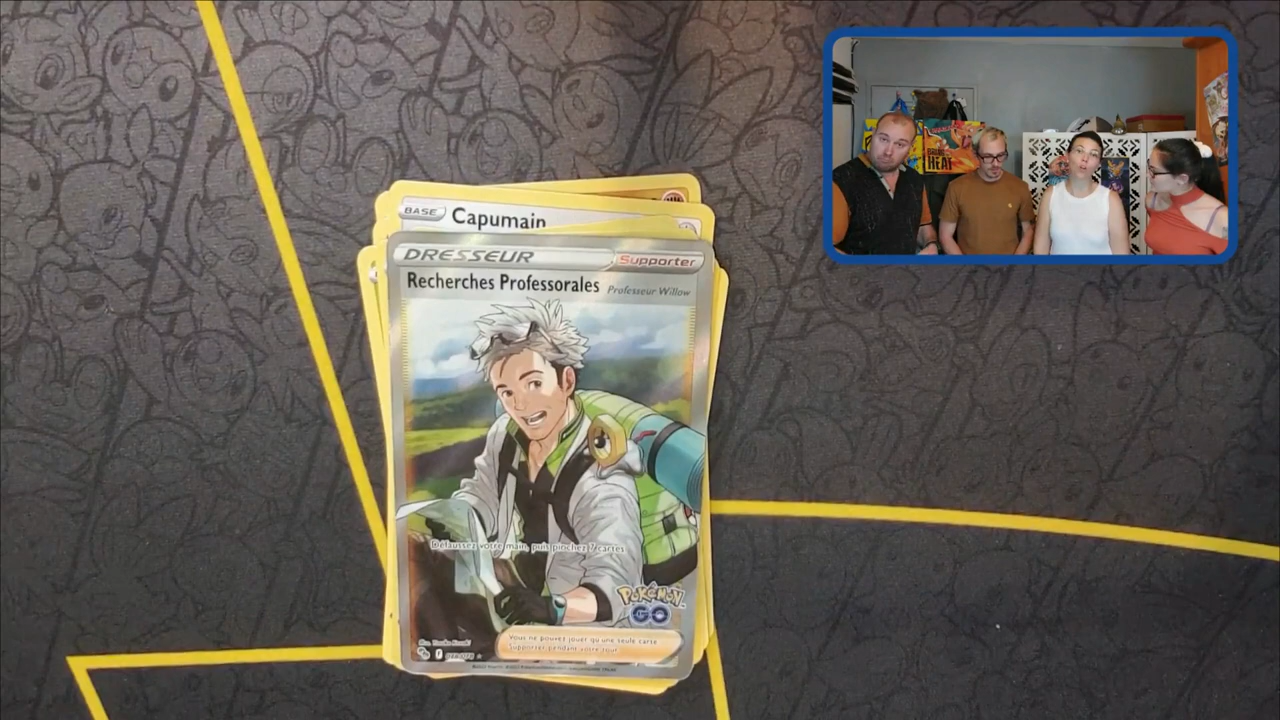 BASE Capumain
DRESSEUR Supporter
Recherches Professorales Professeur Willow
Défaussez votre main, puis piochez 7 cartes.
POKÉMON
GO
Vous ne pouvez jouer qu'une seule carte
Supporter pendant votre tour.
HEAT